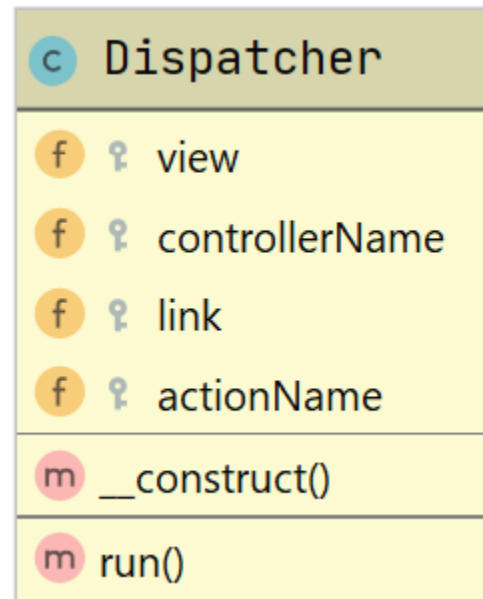 c Dispatcher
f view
f controllerName
f link
f actionName
m __construct()
m run()